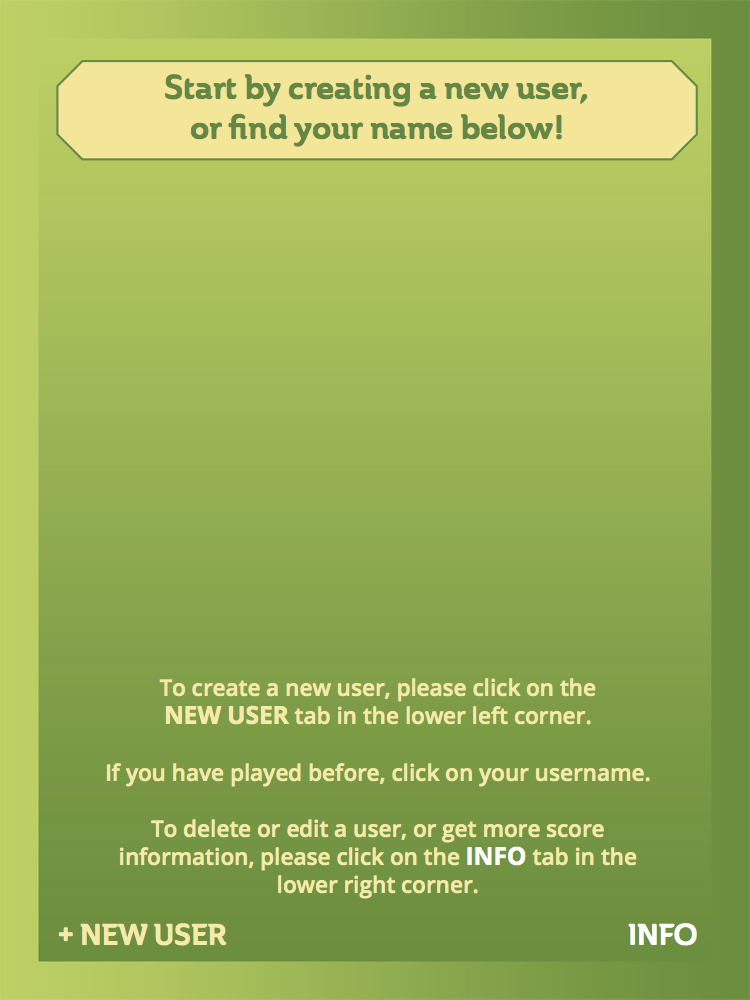 Start by creating a new user,
or find your name below!
To create a new user, please click on the
NEW USER tab in the lower left corner.
If you have played before, click on your username.
To delete or edit a user, or get more score
information, please click on the INFO tab in the
lower right corner.
+ NEW USER
INFO